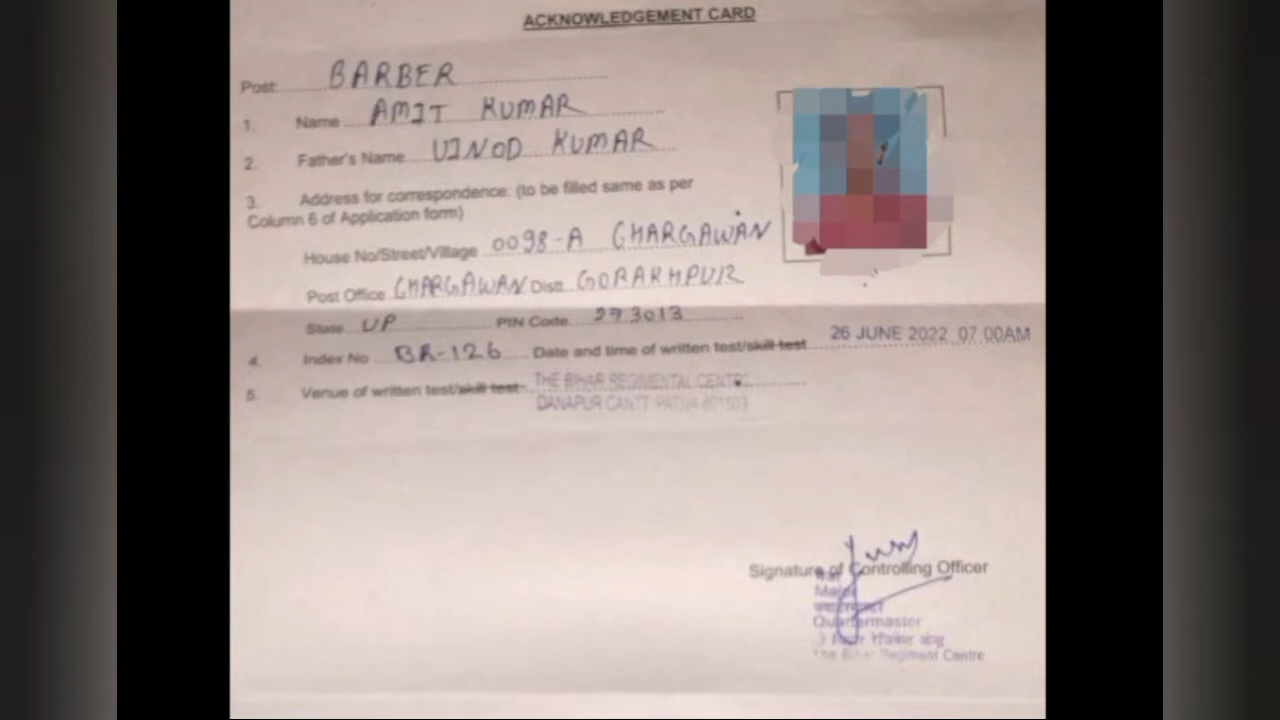 ACKNOWLEDGEMENT CARD
Post: BARBER
1. Name AMIT KUMAR
2. Father's Name VINOD KUMAR
3. Address for correspondence: (to be filled same as per
Column 6 of Application form)
House No/Street/Village 0098-A CHARGAWAN
Post Office CHARGAWAN Distt. GORAKHPUR
State UP PIN Code 273013
4. Index No BR-126 Date and time of written test/skill test 26 JUNE 2022 07.00AM
5. Venue of written test/skill test THE BIHAR REGIMENTAL CENTRE
DANAPUR CANTT PATNA-801503
Signature of Controlling Officer
Major
Quartermaster
The Bihar Regiment Centre